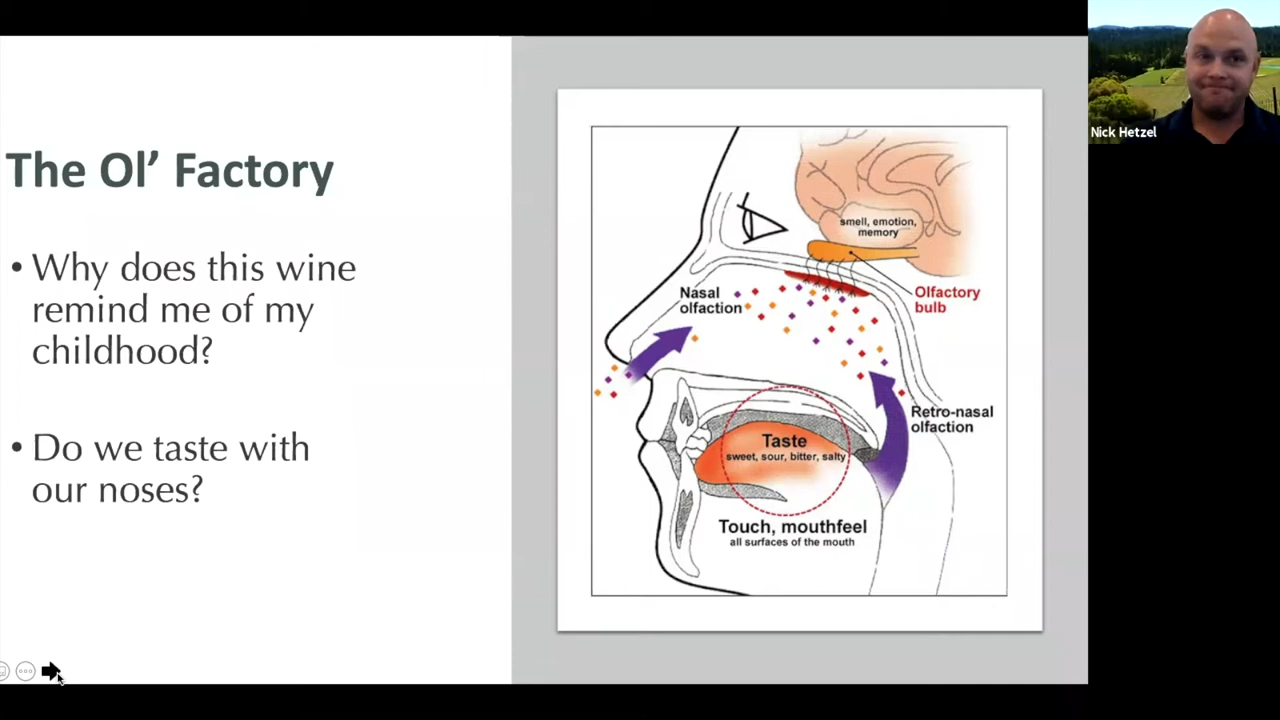 The Ol’ Factory
• Why does this wine
remind me of my
childhood?
• Do we taste with
our noses?
smell, emotion,
memory
Nasal
olfaction
Olfactory
bulb
Retro-nasal
olfaction
Taste
sweet, sour, bitter, salty
Touch, mouthfeel
all surfaces of the mouth
Nick Hetzel